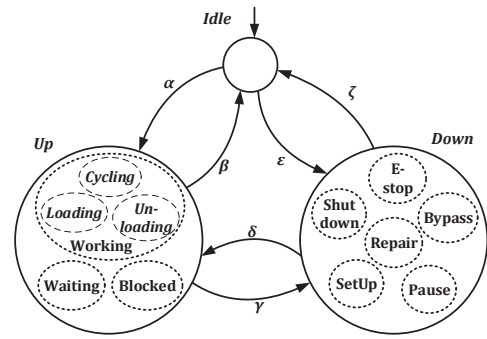 Idle
α
ζ
β
ε
Up
Down
Cycling
Loading
Un-
loading
Working
Waiting
Blocked
δ
γ
E-
stop
Shut
down
Bypass
Repair
SetUp
Pause